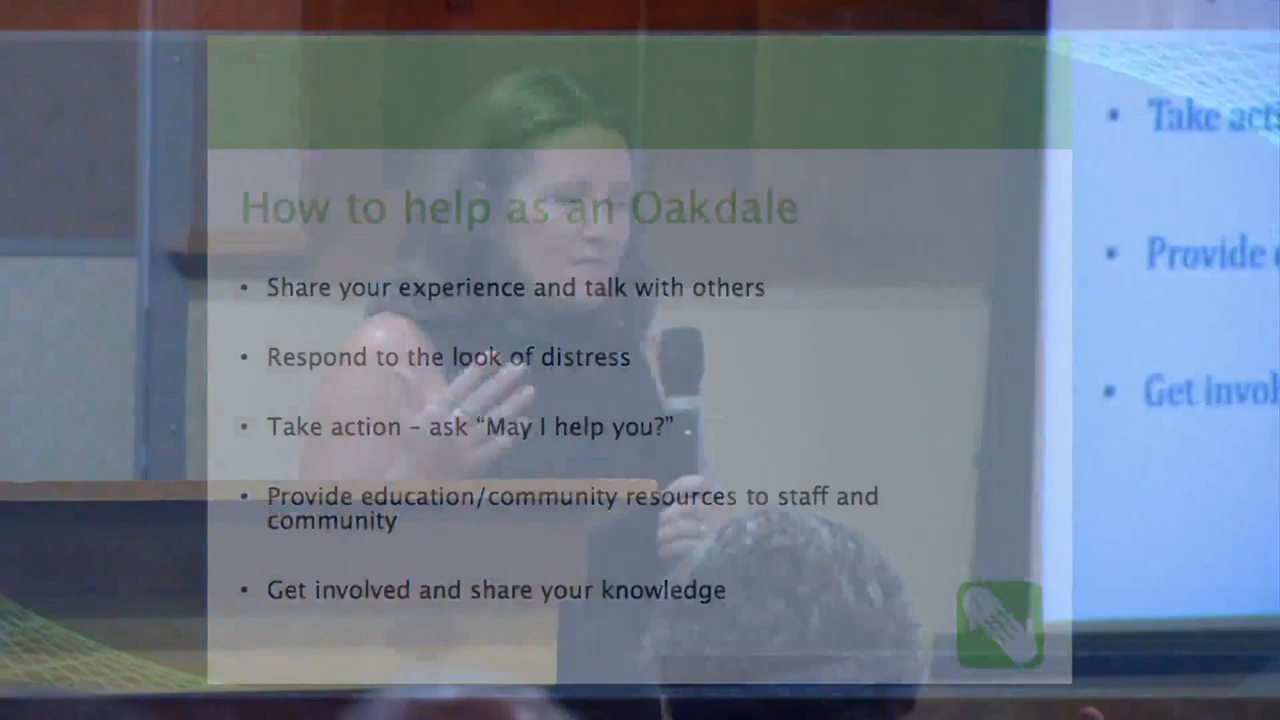 How to help as an Oakdale
• Share your experience and talk with others
• Respond to the look of distress
• Take action – ask “May I help you?”
• Provide education/community resources to staff and
community
• Get involved and share your knowledge
• Take
• Provide
• Get